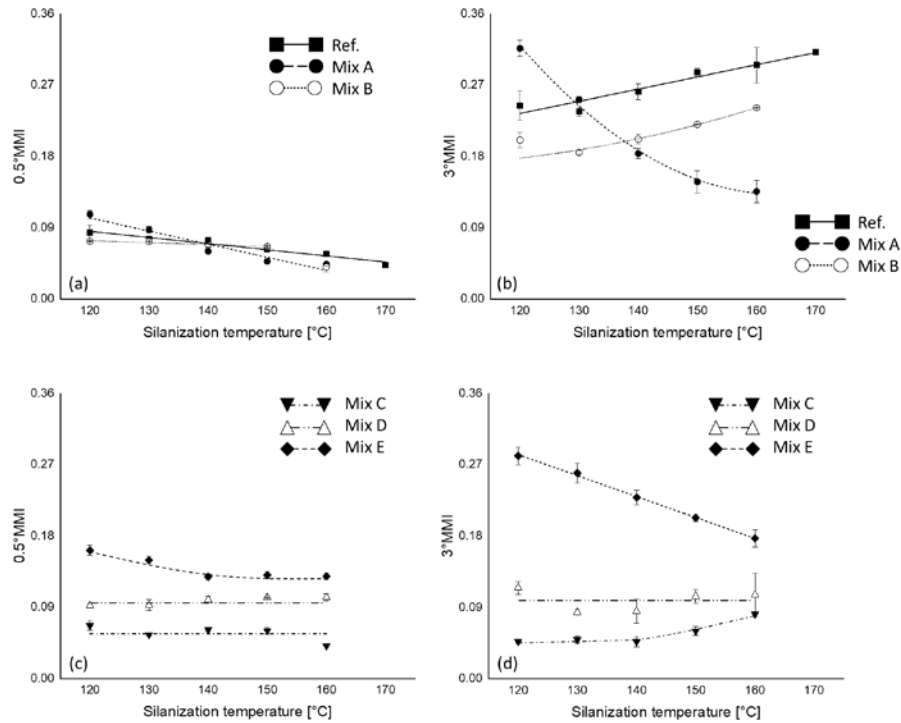 0.36
0.27
0.18
0.09
0.00
0.5°MMI
Ref.
Mix A
Mix B
(a)
120 130 140 150 160 170
Silanization temperature [°C]
0.36
0.27
0.18
0.09
0.00
3°MMI
Ref.
Mix A
Mix B
(b)
120 130 140 150 160 170
Silanization temperature [°C]
0.36
0.27
0.18
0.09
0.00
0.5°MMI
Mix C
Mix D
Mix E
(c)
120 130 140 150 160 170
Silanization temperature [°C]
0.36
0.27
0.18
0.09
0.00
3°MMI
Mix C
Mix D
Mix E
(d)
120 130 140 150 160 170
Silanization temperature [°C]